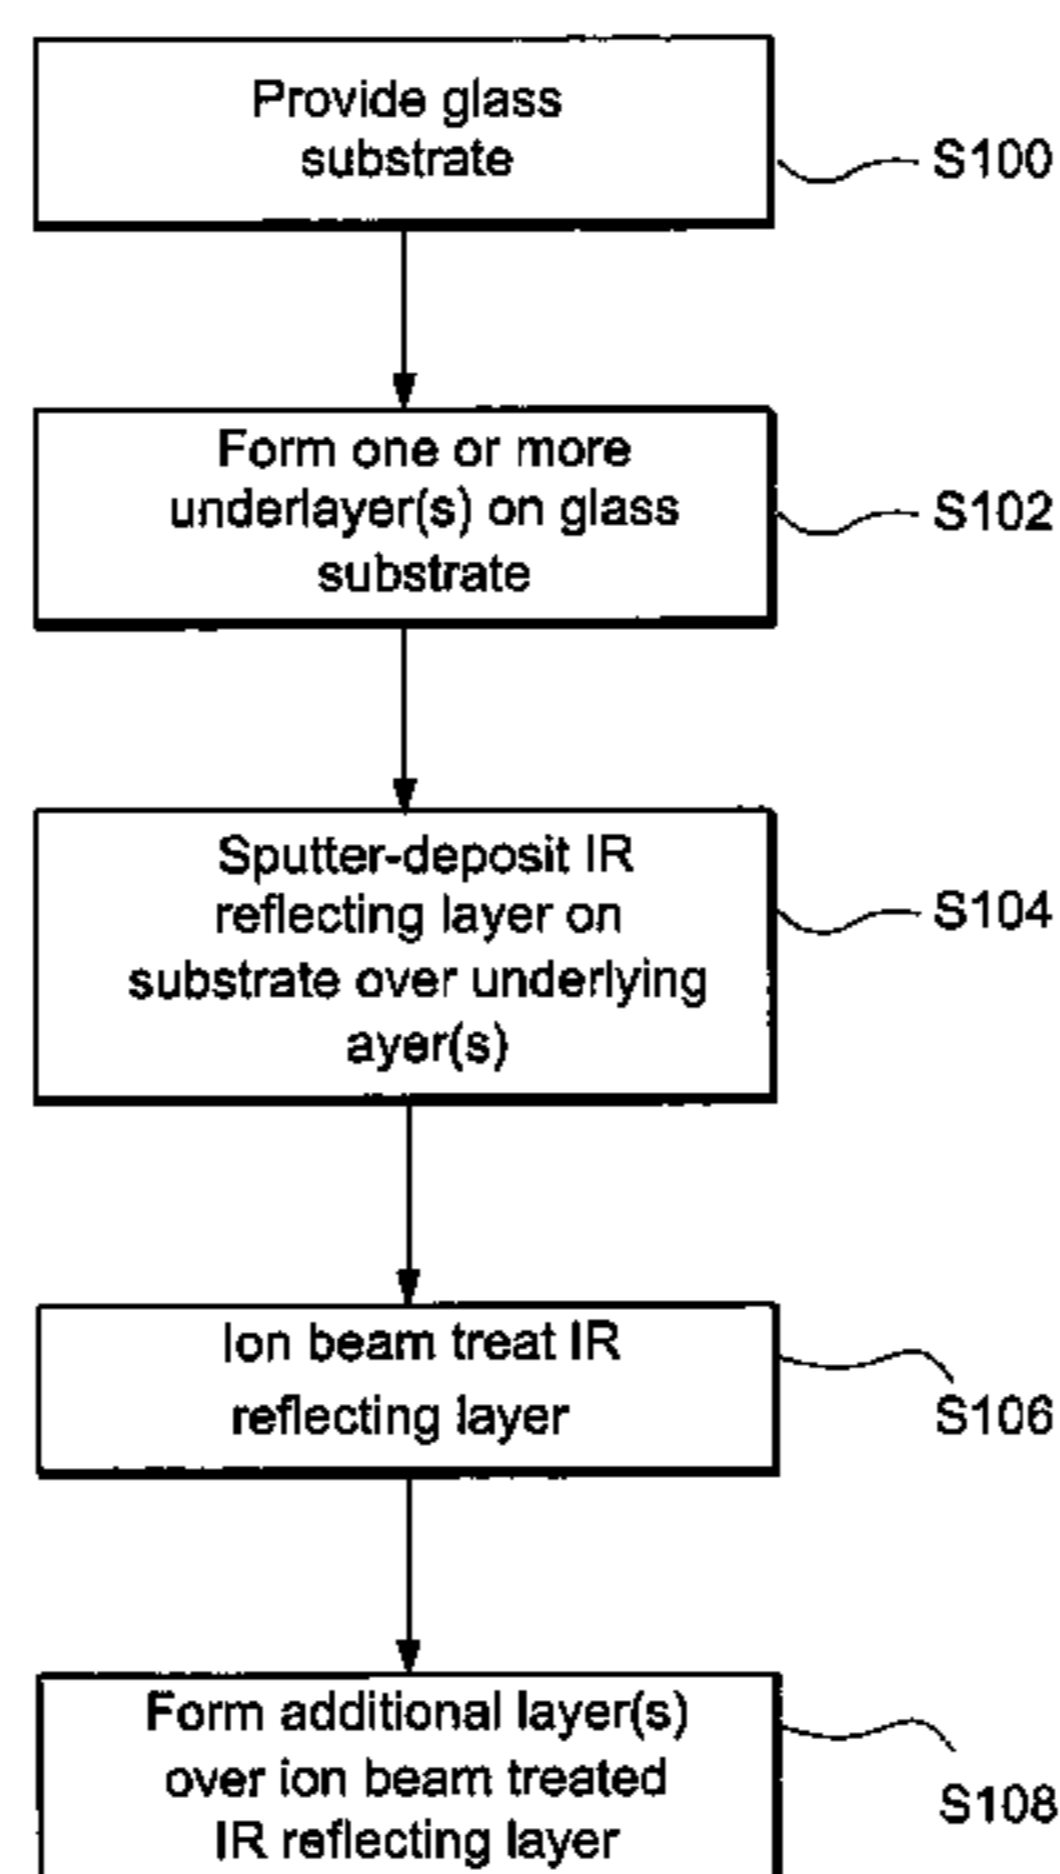 Provide glass
substrate
S100
Form one or more
underlayer(s) on glass
substrate
S102
Sputter-deposit IR
reflecting layer on
substrate over underlying
ayer(s)
S104
Ion beam treat IR
reflecting layer
S106
Form additional layer(s)
over ion beam treated
IR reflecting layer
S108